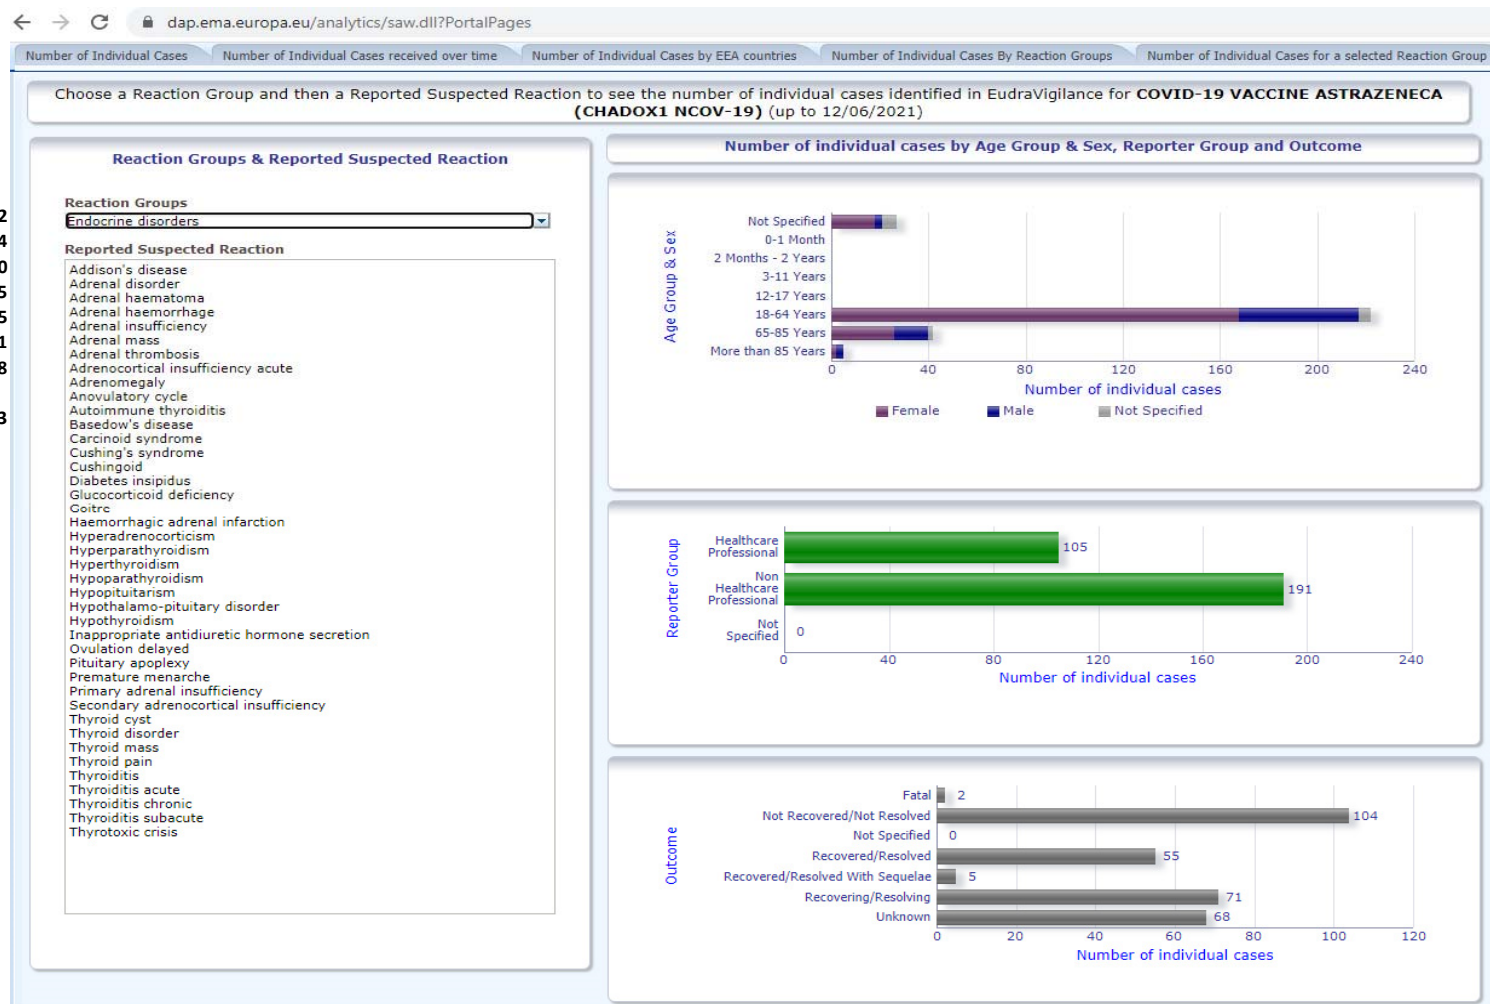 dap.ema.europa.eu/analytics/saw.dll?PortalPages
Number of Individual Cases
Number of Individual Cases received over time
Number of Individual Cases by EEA countries
Number of Individual Cases By Reaction Groups
Number of Individual Cases for a selected Reaction Group
Choose a Reaction Group and then a Reported Suspected Reaction to see the number of individual cases identified in EudraVigilance for COVID-19 VACCINE ASTRAZENECA
(CHADOX1 NCOV-19) (up to 12/06/2021)
2
4
0
5
5
1
8
3
Reaction Groups & Reported Suspected Reaction
Reaction Groups
Endocrine disorders
Reported Suspected Reaction
Addison's disease
Adrenal disorder
Adrenal haematoma
Adrenal haemorrhage
Adrenal insufficiency
Adrenal mass
Adrenal thrombosis
Adrenocortical insufficiency acute
Adrenomegaly
Anovulatory cycle
Autoimmune thyroiditis
Basedow's disease
Carcinoid syndrome
Cushing's syndrome
Cushingoid
Diabetes insipidus
Glucocorticoid deficiency
Goitre
Haemorrhagic adrenal infarction
Hyperadrenocorticism
Hyperparathyroidism
Hyperthyroidism
Hypoparathyroidism
Hypopituitarism
Hypothalamo-pituitary disorder
Hypothyroidism
Inappropriate antidiuretic hormone secretion
Ovulation delayed
Pituitary apoplexy
Premature menarche
Primary adrenal insufficiency
Secondary adrenocortical insufficiency
Thyroid cyst
Thyroid disorder
Thyroid mass
Thyroid pain
Thyroiditis
Thyroiditis acute
Thyroiditis chronic
Thyroiditis subacute
Thyrotoxic crisis
Number of individual cases by Age Group & Sex, Reporter Group and Outcome
Age Group & Sex
Not Specified
0-1 Month
2 Months - 2 Years
3-11 Years
12-17 Years
18-64 Years
65-85 Years
More than 85 Years
0 40 80 120 160 200 240
Number of individual cases
Female Male Not Specified
Reporter Group
Healthcare
Professional
105
Non
Healthcare
Professional
191
Not
Specified
0
0 40 80 120 160 200 240
Number of individual cases
Outcome
Fatal 2
Not Recovered/Not Resolved 104
Not Specified 0
Recovered/Resolved 55
Recovered/Resolved With Sequelae 5
Recovering/Resolving 71
Unknown 68
0 20 40 60 80 100 120
Number of individual cases